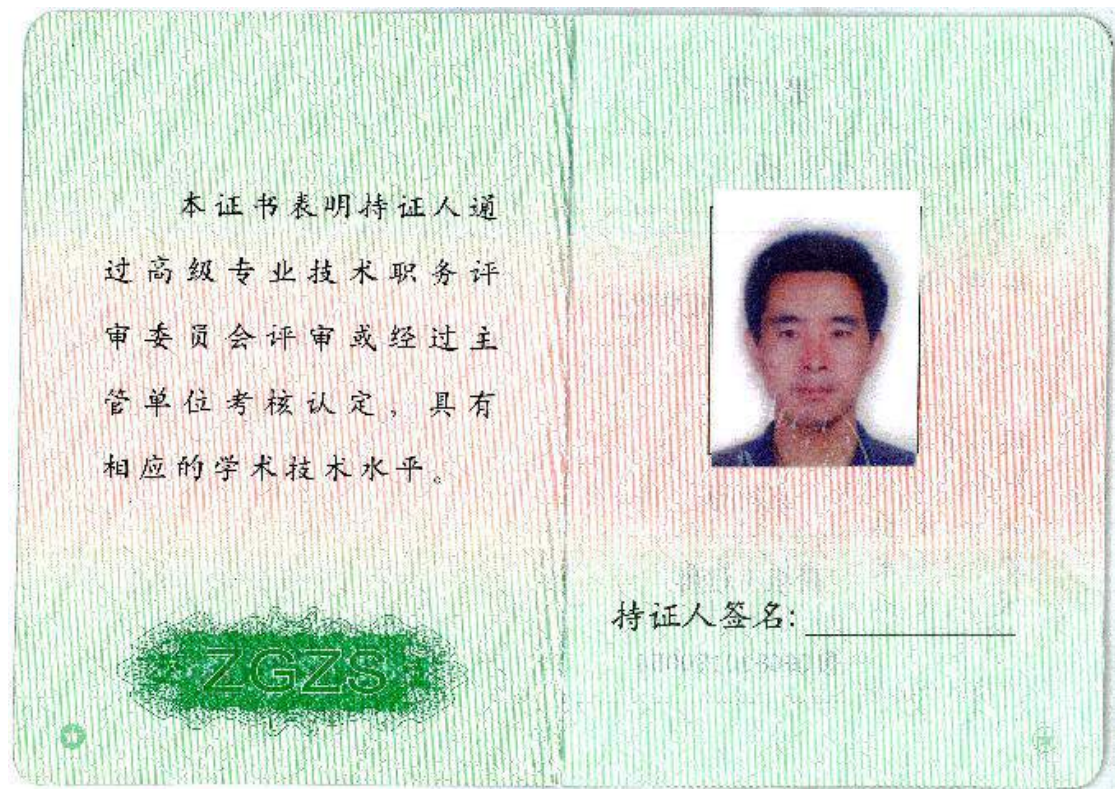 本证书表明持证人通
过高级专业技术职务评
审委员会评审或经过主
管单位考核认定，具有
相应的学术技术水平。
ZGZS
持证人签名: